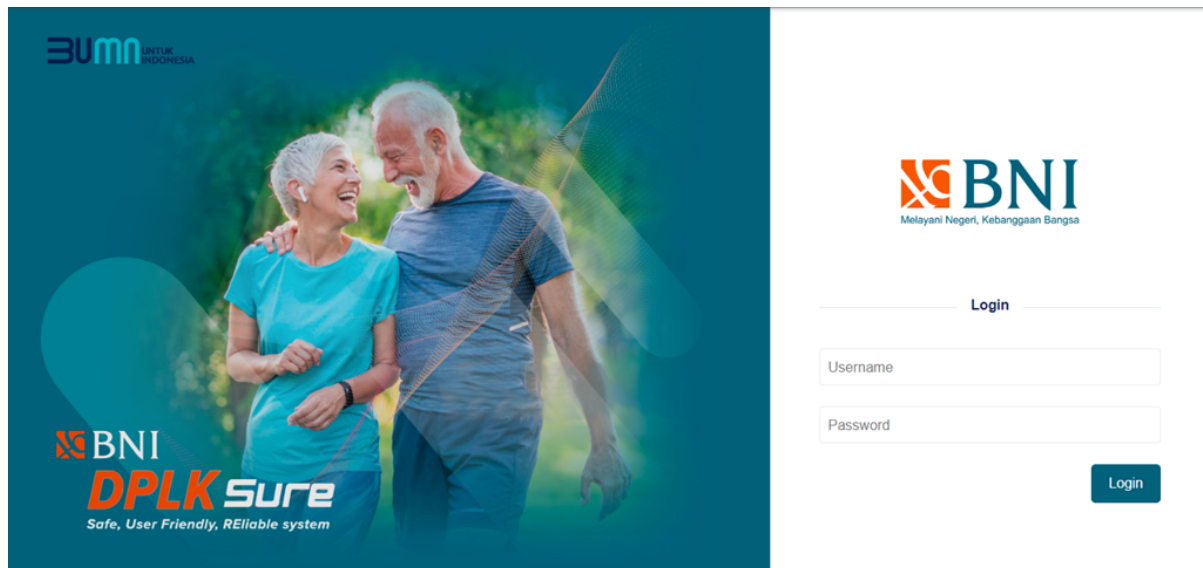 BUMN UNTUK
INDONESIA
BNI
DPLK Sure
Safe, User Friendly, REliable system
BNI
Melayani Negeri, Kebanggaan Bangsa
Login
Username
Password
Login